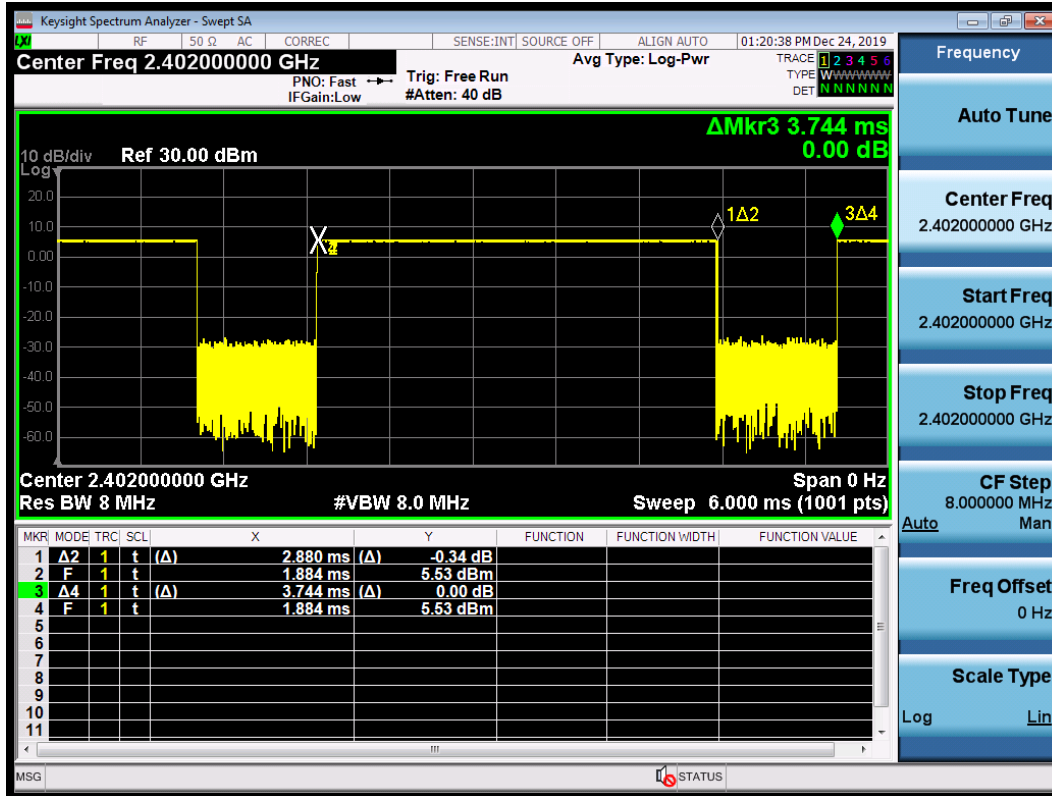 Keysight Spectrum Analyzer - Swept SA
LXI RF 50 Ω AC CORREC SENSE:INT SOURCE OFF ALIGN AUTO 01:20:38 PM Dec 24, 2019
Center Freq 2.402000000 GHz
PNO: Fast
IFGain:Low
Trig: Free Run
#Atten: 40 dB
Avg Type: Log-Pwr
TRACE 1 2 3 4 5 6
TYPE WWWWWW
DET N N N N N N
ΔMkr3 3.744 ms
0.00 dB
10 dB/div Ref 30.00 dBm
Log
20.0
10.0
0.00
-10.0
-20.0
-30.0
-40.0
-50.0
-60.0
1Δ2
3Δ4
Center 2.402000000 GHz Span 0 Hz
Res BW 8 MHz #VBW 8.0 MHz Sweep 6.000 ms (1001 pts)
MKR MODE TRC SCL X Y FUNCTION FUNCTION WIDTH FUNCTION VALUE
1 Δ2 1 t (Δ) 2.880 ms (Δ) -0.34 dB
2 F 1 t 1.884 ms 5.53 dBm
3 Δ4 1 t (Δ) 3.744 ms (Δ) 0.00 dB
4 F 1 t 1.884 ms 5.53 dBm
5
6
7
8
9
10
11
MSG STATUS
Frequency
Auto Tune
Center Freq
2.402000000 GHz
Start Freq
2.402000000 GHz
Stop Freq
2.402000000 GHz
CF Step
8.000000 MHz
Auto Man
Freq Offset
0 Hz
Scale Type
Log Lin